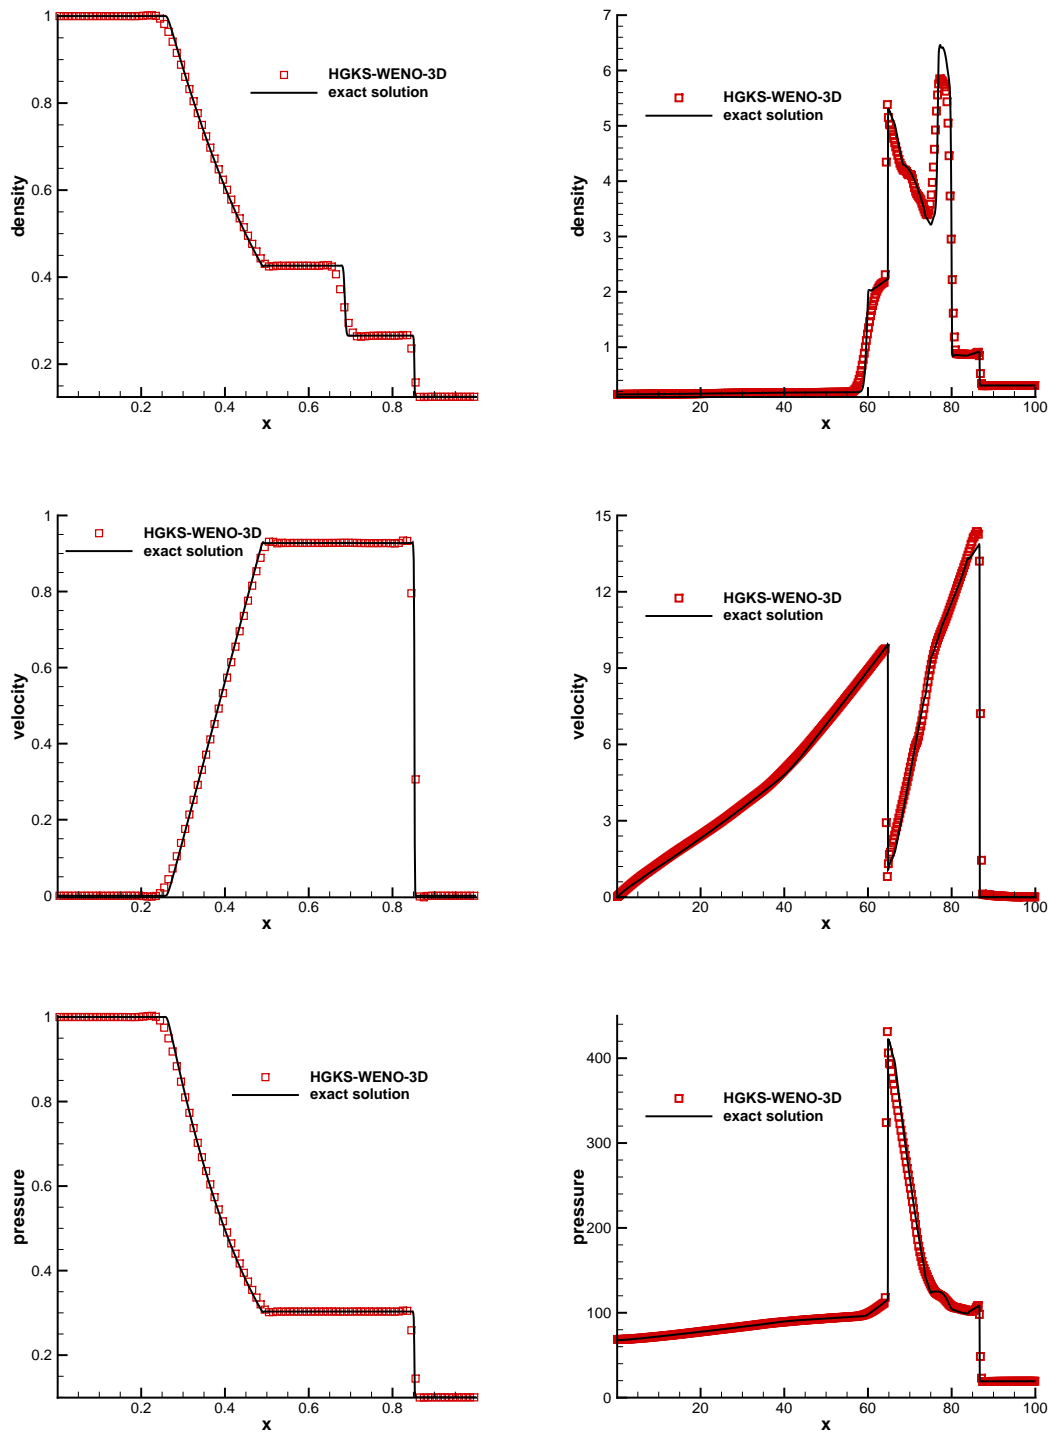 1
0.8
0.6
0.4
0.2
density
0.2
0.4
0.6
0.8
x
HGKS-WENO-3D
exact solution
7
6
5
4
3
2
1
density
20
40
60
80
100
x
HGKS-WENO-3D
exact solution
1
0.8
0.6
0.4
0.2
0
velocity
0.2
0.4
0.6
0.8
x
HGKS-WENO-3D
exact solution
15
12
9
6
3
0
velocity
20
40
60
80
100
x
HGKS-WENO-3D
exact solution
1
0.8
0.6
0.4
0.2
pressure
0.2
0.4
0.6
0.8
x
HGKS-WENO-3D
exact solution
400
300
200
100
0
pressure
20
40
60
80
100
x
HGKS-WENO-3D
exact solution